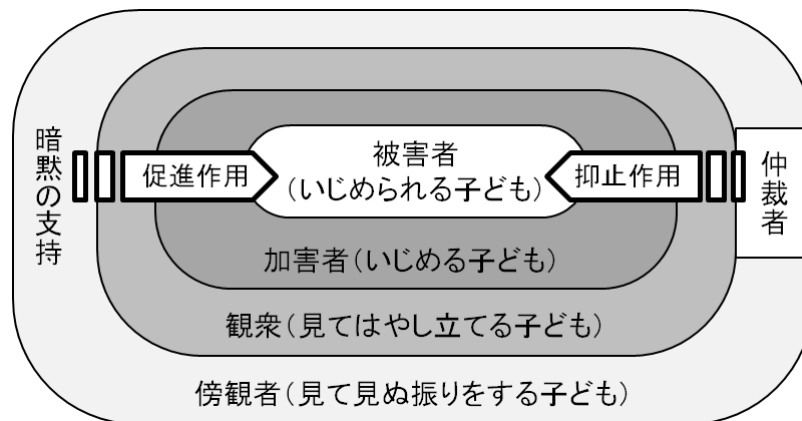 暗黙の支持
促進作用
被害者
(いじめられる子ども)
抑止作用
仲裁者
加害者(いじめる子ども)
観衆(見てはやし立てる子ども)
傍観者(見て見ぬ振りをする子ども)